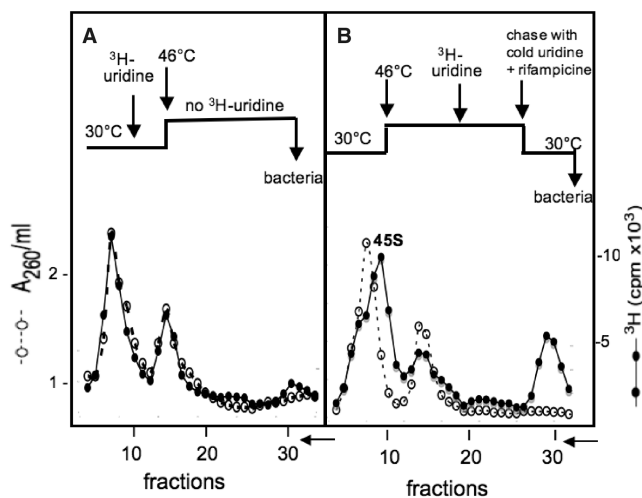 A
³H-
uridine
46°C
no ³H-uridine
30°C
bacteria
B
46°C
³H-
uridine
chase with
cold uridine
+ rifampicine
30°C
30°C
bacteria
45S
A260/ml
2 -
1 -
-10
-5
³H (cpm x10³)
10
20
30
10
20
30
fractions
fractions